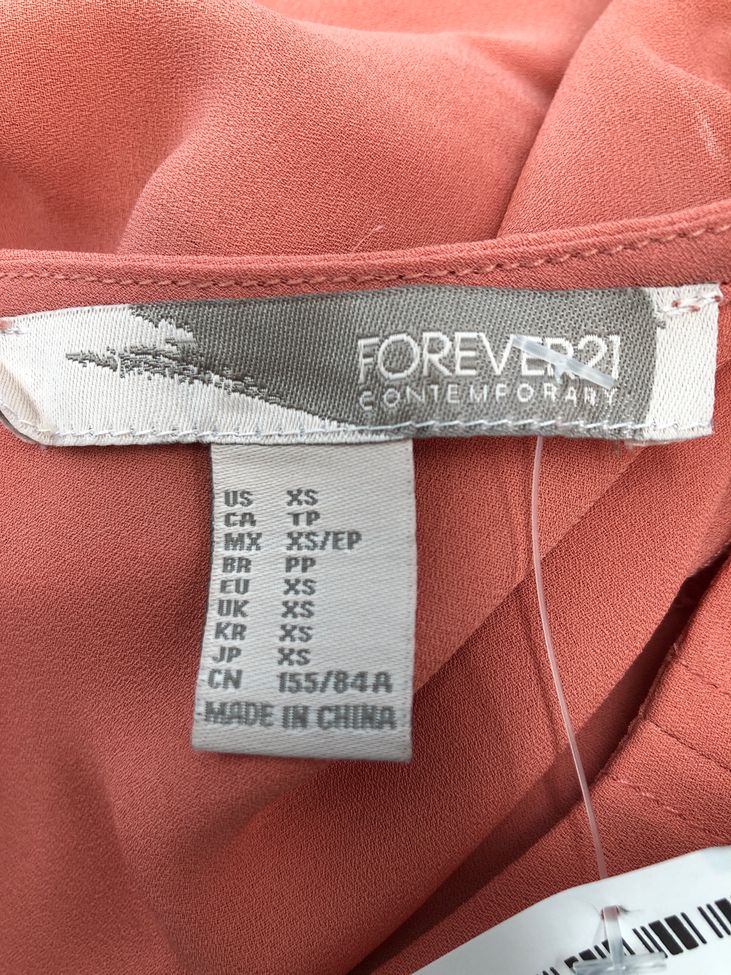 FOREVER21
CONTEMPORARY
US XS
CA TP
MX XS/EP
BR PP
EU XS
UK XS
KR XS
JP XS
CN 155/84A
MADE IN CHINA